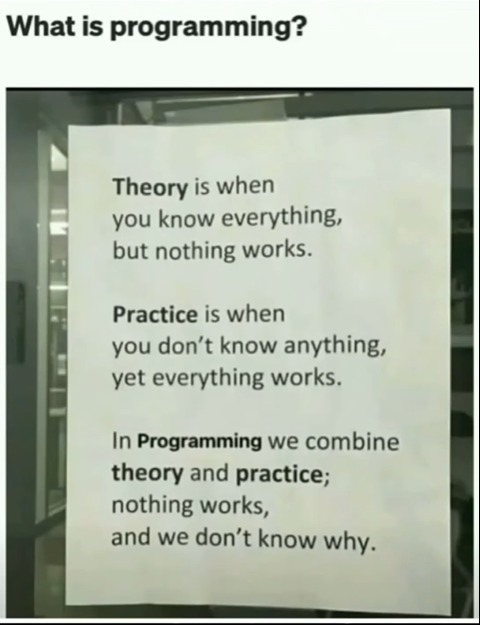 What is programming?
Theory is when
you know everything,
but nothing works.
Practice is when
you don't know anything,
yet everything works.
In Programming we combine
theory and practice;
nothing works,
and we don't know why.